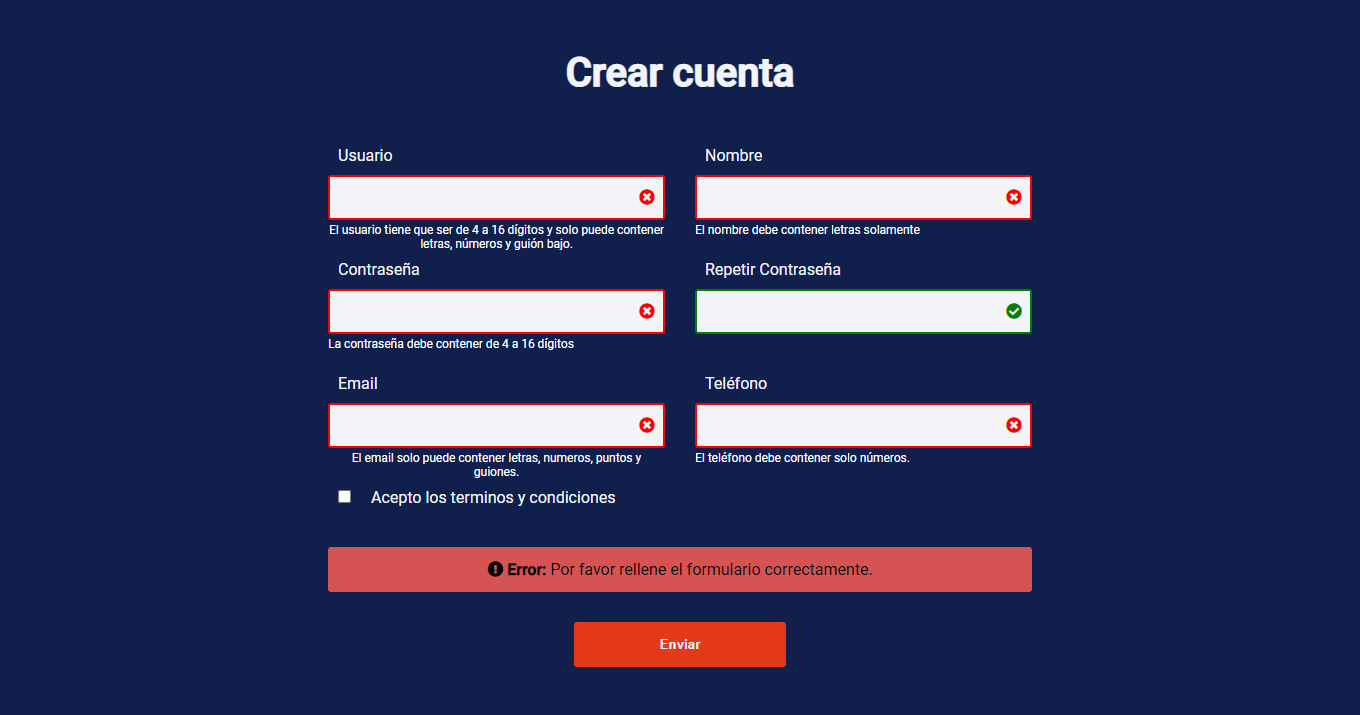 Crear cuenta
Usuario
Nombre
El usuario tiene que ser de 4 a 16 dígitos y solo puede contener
letras, números y guión bajo.
El nombre debe contener letras solamente
Contraseña
Repetir Contraseña
La contraseña debe contener de 4 a 16 dígitos
Email
Teléfono
El email solo puede contener letras, numeros, puntos y
guiones.
El teléfono debe contener solo números.
Acepto los terminos y condiciones
Error: Por favor rellene el formulario correctamente.
Enviar